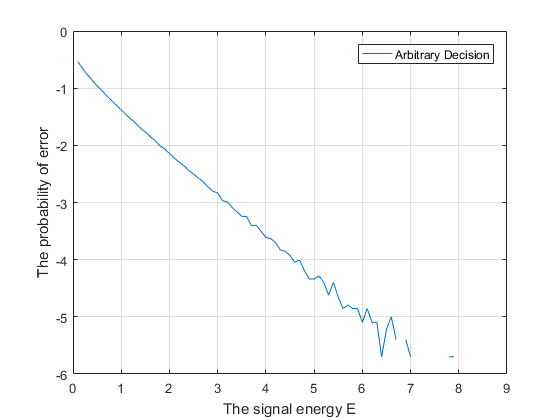 Arbitrary Decision
The probability of error
0
-1
-2
-3
-4
-5
-6
0 1 2 3 4 5 6 7 8 9
The signal energy E